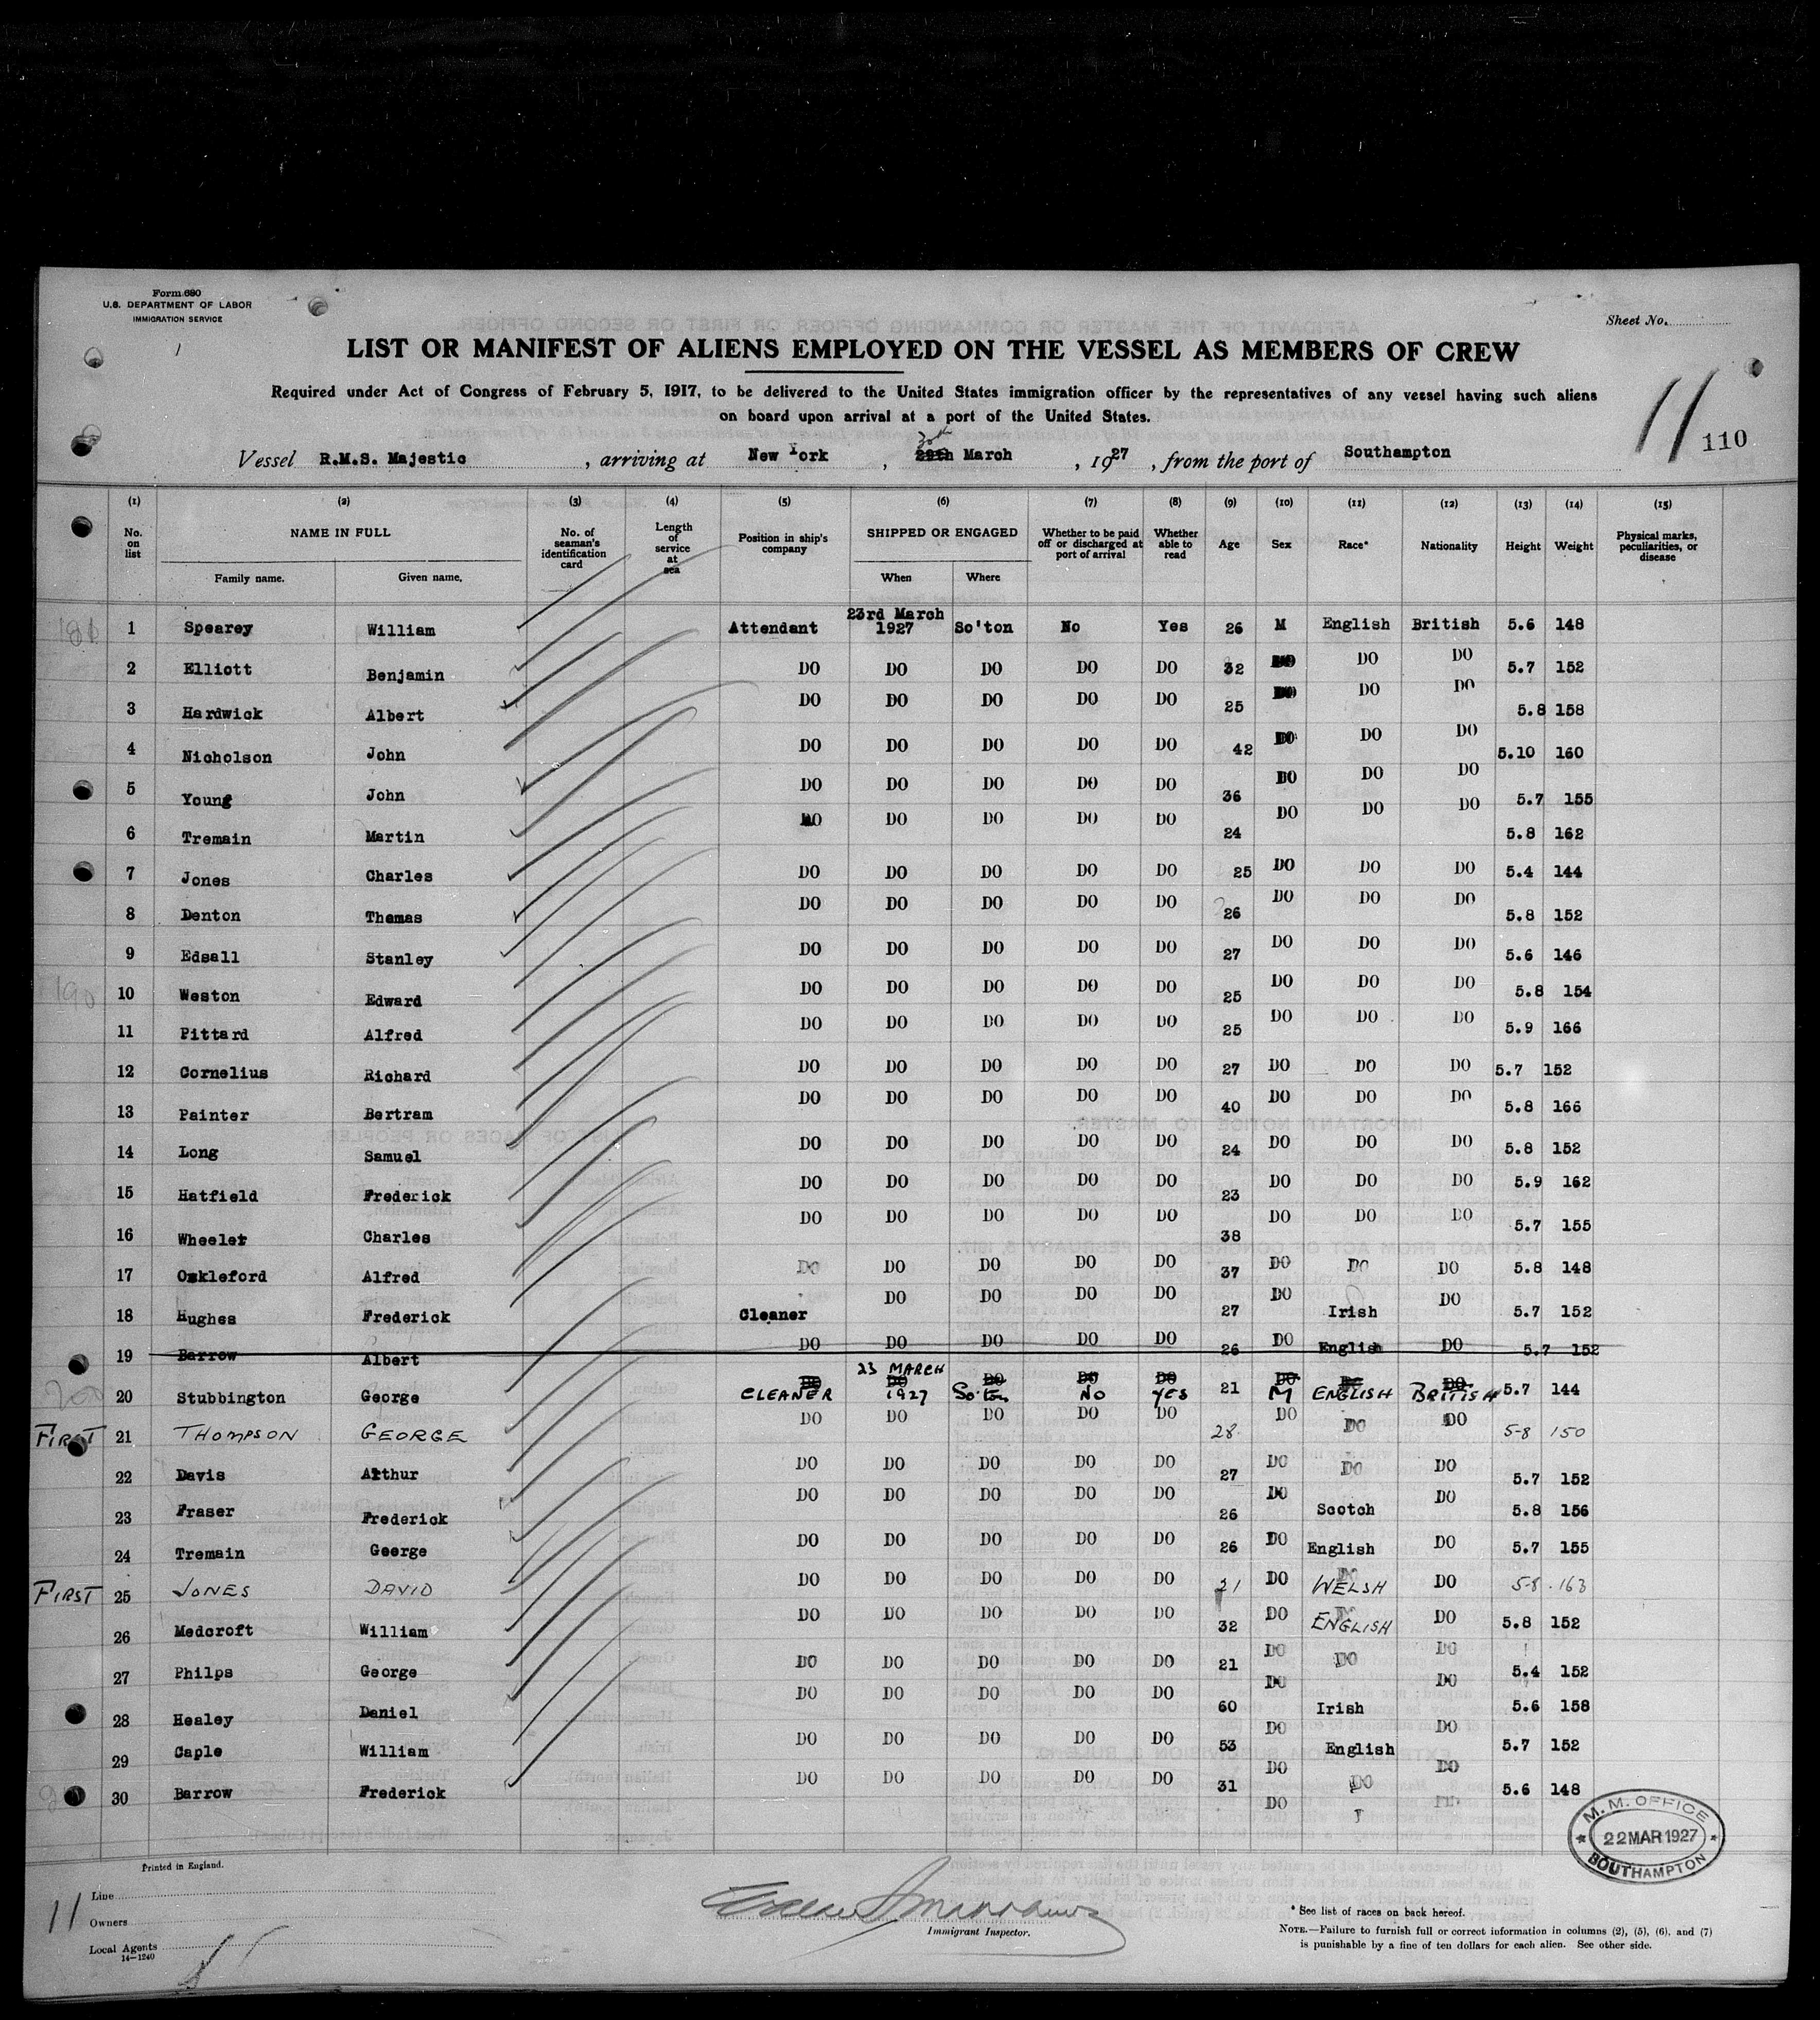 Form 680
U.S. DEPARTMENT OF LABOR
IMMIGRATION SERVICE
Sheet No.
LIST OR MANIFEST OF ALIENS EMPLOYED ON THE VESSEL AS MEMBERS OF CREW
Required under Act of Congress of February 5, 1917, to be delivered to the United States immigration officer by the representatives of any vessel having such aliens
on board upon arrival at a port of the United States.
11 110
Vessel R.M.S. Majestic, arriving at New York, 30th 29th March, 1927, from the port of Southampton
(1) (2) (3) (4) (5) (6) (7) (8) (9) (10) (11) (12) (13) (14) (15)
No. on list NAME IN FULL Family name. Given name. No. of seaman's identification card Length of service at sea Position in ship's company SHIPPED OR ENGAGED When Where Whether to be paid off or discharged at port of arrival Whether able to read Age Sex Race* Nationality Height Weight Physical marks, peculiarities, or disease
1 Spearey William Attendant 23rd March 1927 So'ton No Yes 26 M English British 5.6 148
2 Elliott Benjamin DO DO DO DO DO 32 DO DO DO 5.7 152
3 Hardwick Albert DO DO DO DO DO 25 DO DO DO 5.8 158
4 Nicholson John DO DO DO DO DO 42 DO DO DO 5.10 160
5 Young John DO DO DO DO DO 36 DO DO DO 5.7 155
6 Tremain Martin DO DO DO DO DO 24 DO DO DO 5.8 162
7 Jones Charles DO DO DO DO DO 25 DO DO DO 5.4 144
8 Denton Thamas DO DO DO DO DO 26 DO DO DO 5.8 152
9 Edsall Stanley DO DO DO DO DO 27 DO DO DO 5.6 146
190 10 Weston Edward DO DO DO DO DO 25 DO DO DO 5.8 154
11 Pittard Alfred DO DO DO DO DO 25 DO DO DO 5.9 166
12 Cornelius Richard DO DO DO DO DO 27 DO DO DO 5.7 152
13 Painter Bertram DO DO DO DO DO 40 DO DO DO 5.8 166
14 Long Samuel DO DO DO DO DO 24 DO DO DO 5.8 152
15 Hatfield Frederick DO DO DO DO DO 23 DO DO DO 5.9 162
16 Wheeler Charles DO DO DO DO DO 38 DO DO DO 5.7 155
17 Oakleford Alfred DO DO DO DO DO 37 DO DO DO 5.8 148
18 Hughes Frederick Cleaner DO DO DO DO 27 DO Irish DO 5.7 152
19 Barrow Albert DO DO DO DO DO 26 DO English DO 5.7 152
200 20 Stubbington George CLEANER 23 MARCH 1927 So'ton NO YES 21 M ENGLISH BRITISH 5.7 144
FIRST 21 THOMPSON GEORGE DO DO DO DO DO 28 DO DO DO 5-8 150
22 Davis Arthur DO DO DO DO DO 27 DO DO DO 5.7 152
23 Fraser Frederick DO DO DO DO DO 26 DO Scotch DO 5.8 156
24 Tremain George DO DO DO DO DO 26 DO English DO 5.7 155
FIRST 25 JONES DAVID DO DO DO DO DO 21 DO WELSH DO 5-8 163
26 Medcroft William DO DO DO DO DO 32 DO ENGLISH DO 5.8 152
27 Philps George DO DO DO DO DO 21 DO DO DO 5.4 152
28 Healey Daniel DO DO DO DO DO 60 DO Irish DO 5.6 158
29 Caple William DO DO DO DO DO 53 DO English DO 5.7 152
30 Barrow Frederick DO DO DO DO DO 31 DO DO DO 5.6 148
DO
M. M. OFFICE
22 MAR 1927
SOUTHAMPTON
Printed in England.
11 Line
Owners
Local Agents
14—1240
Immigrant Inspector.
* See list of races on back hereof.
NOTE.—Failure to furnish full or correct information in columns (2), (5), (6), and (7)
is punishable by a fine of ten dollars for each alien. See other side.